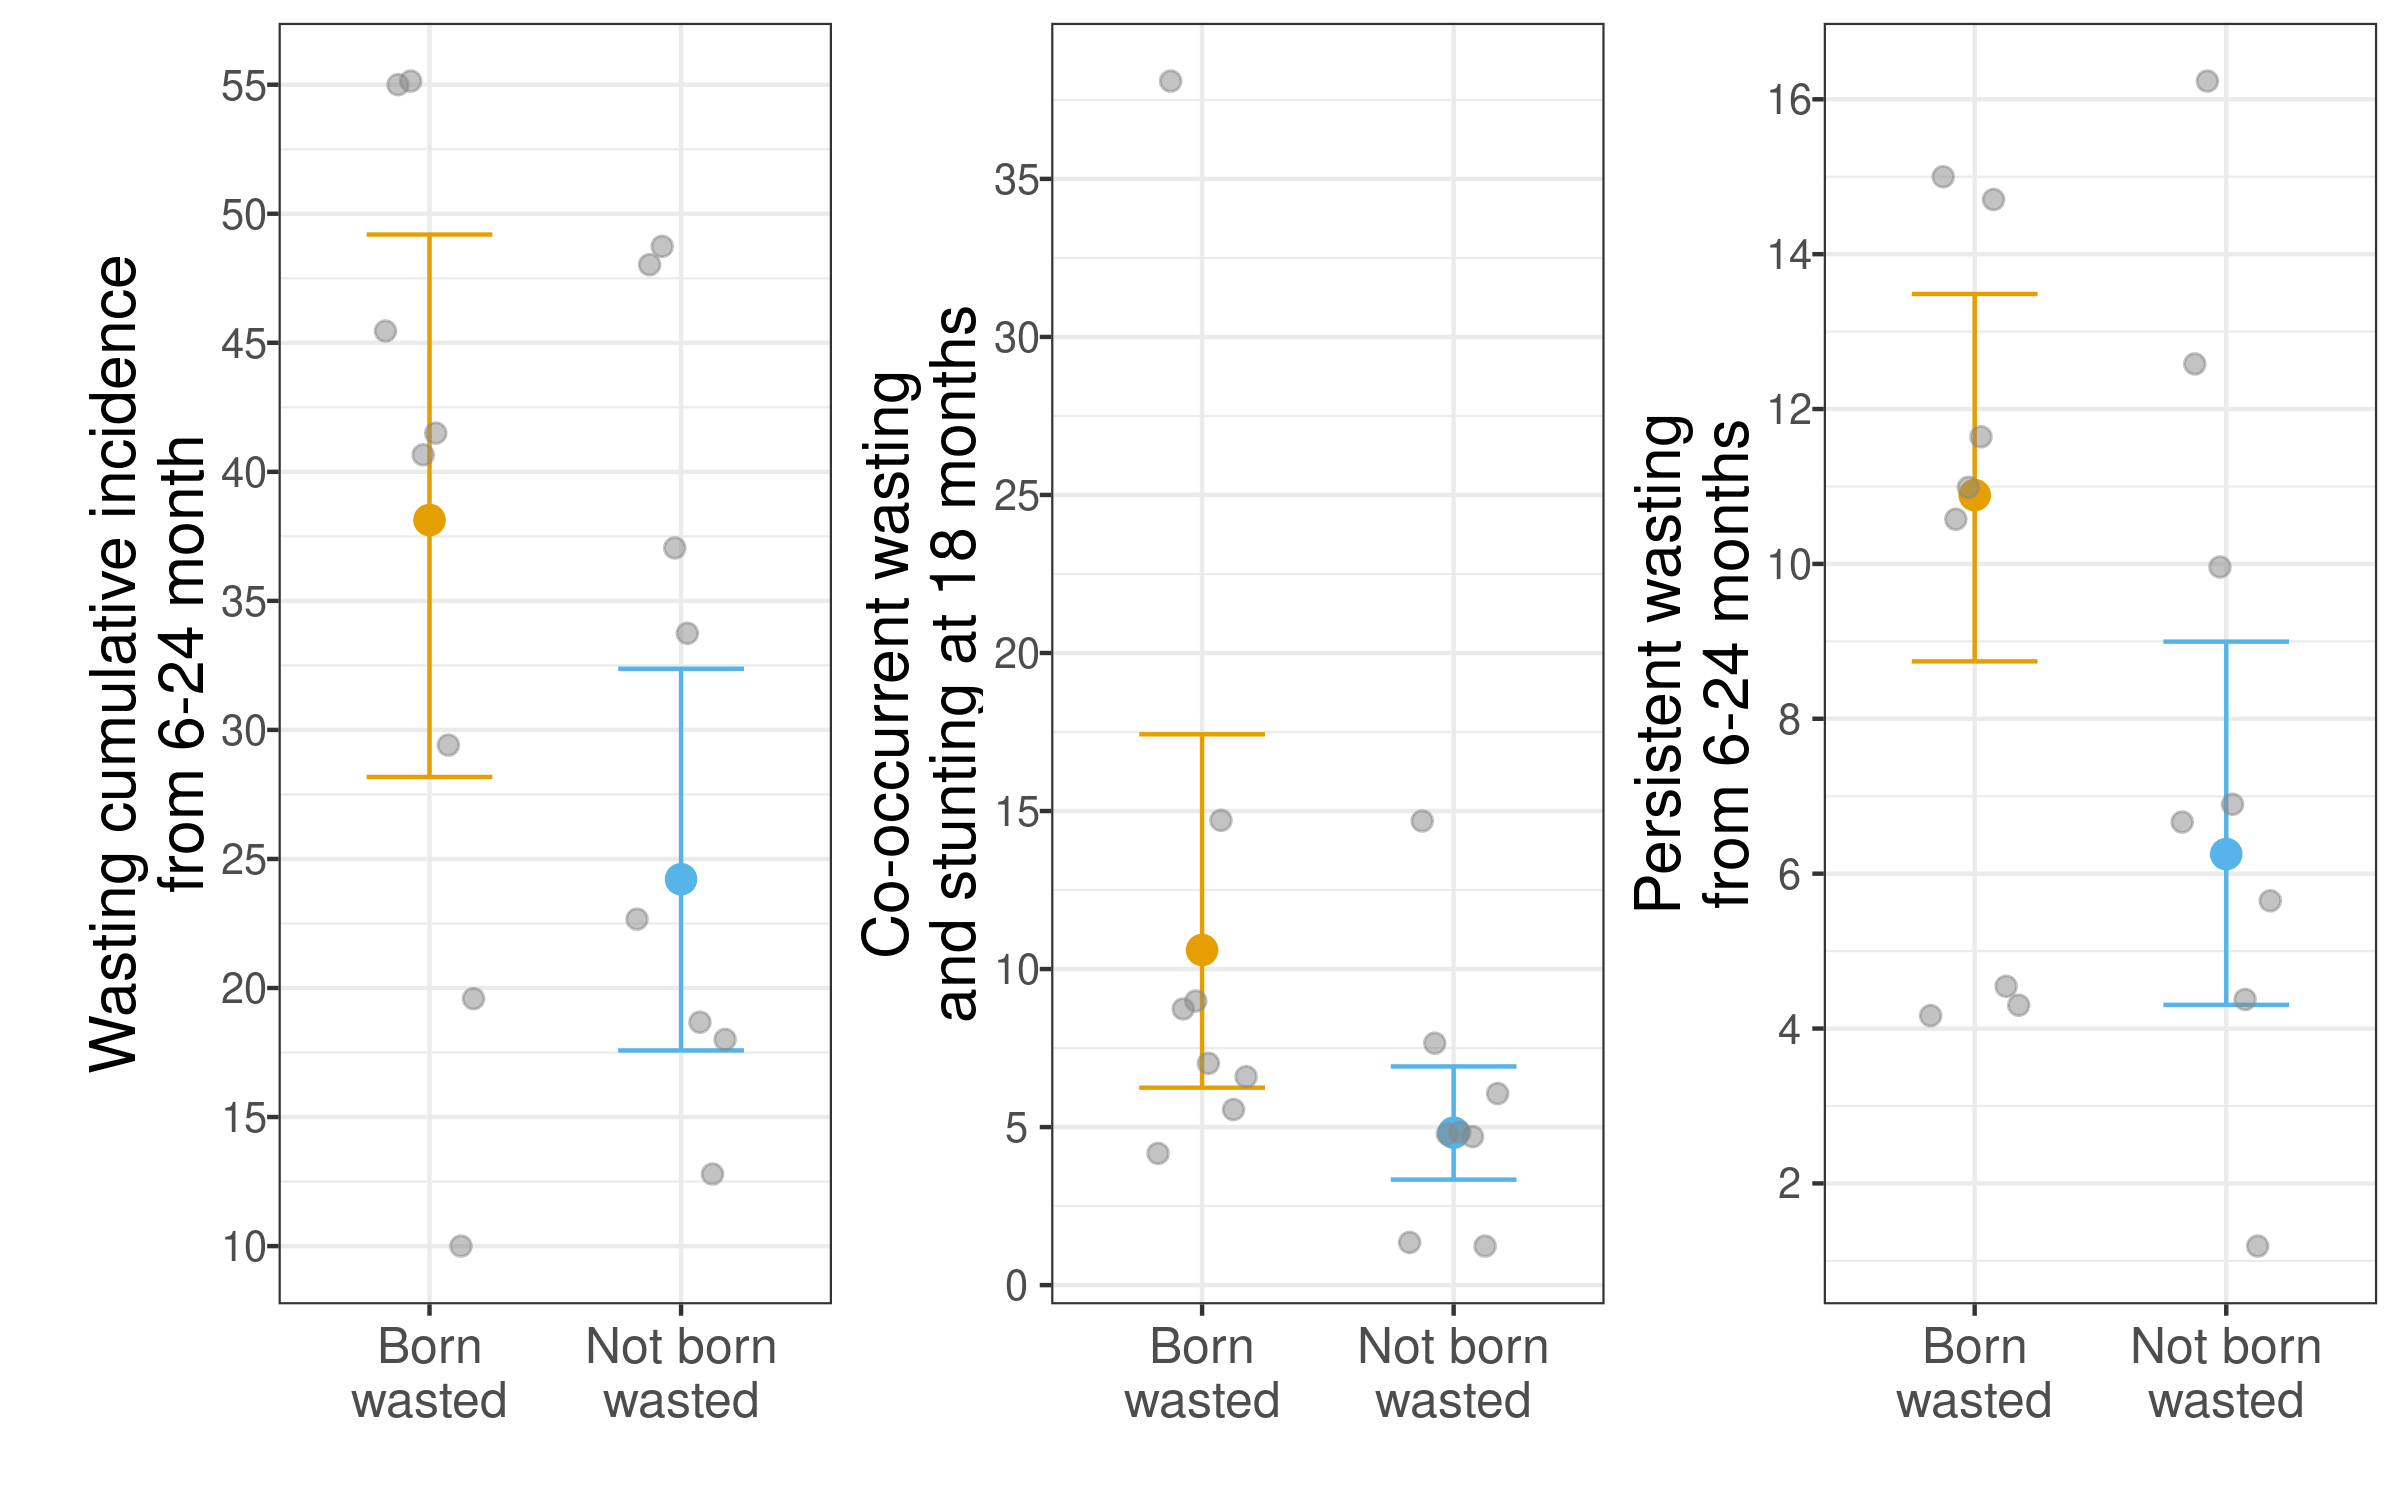 Wasting cumulative incidence
from 6-24 month
55
50
45
40
35
30
25
20
15
10
Born
wasted
Not born
wasted
Co-occurrent wasting
and stunting at 18 months
35
30
25
20
15
10
5
0
Born
wasted
Not born
wasted
Persistent wasting
from 6-24 months
16
14
12
10
8
6
4
2
Born
wasted
Not born
wasted